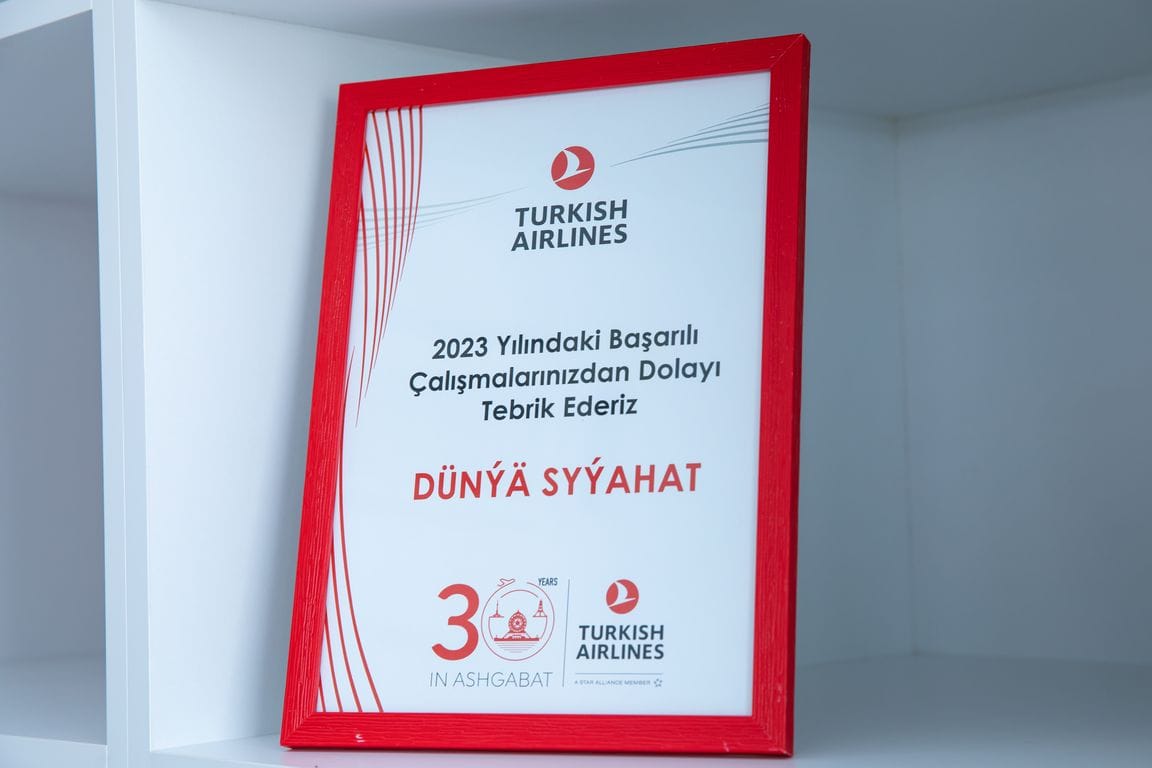 TURKISH
AIRLINES
2023 Yılındaki Başarılı
Çalışmalarınızdan Dolayı
Tebrik Ederiz
DÜNÝÄ SYÝAHAT
30 YEARS
IN ASHGABAT
TURKISH
AIRLINES
A STAR ALLIANCE MEMBER